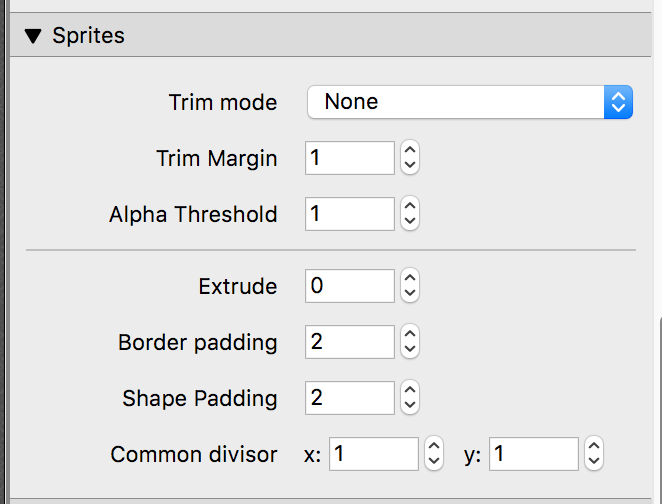 Sprites
Trim mode None
Trim Margin 1
Alpha Threshold 1
Extrude 0
Border padding 2
Shape Padding 2
Common divisor x: 1 y: 1